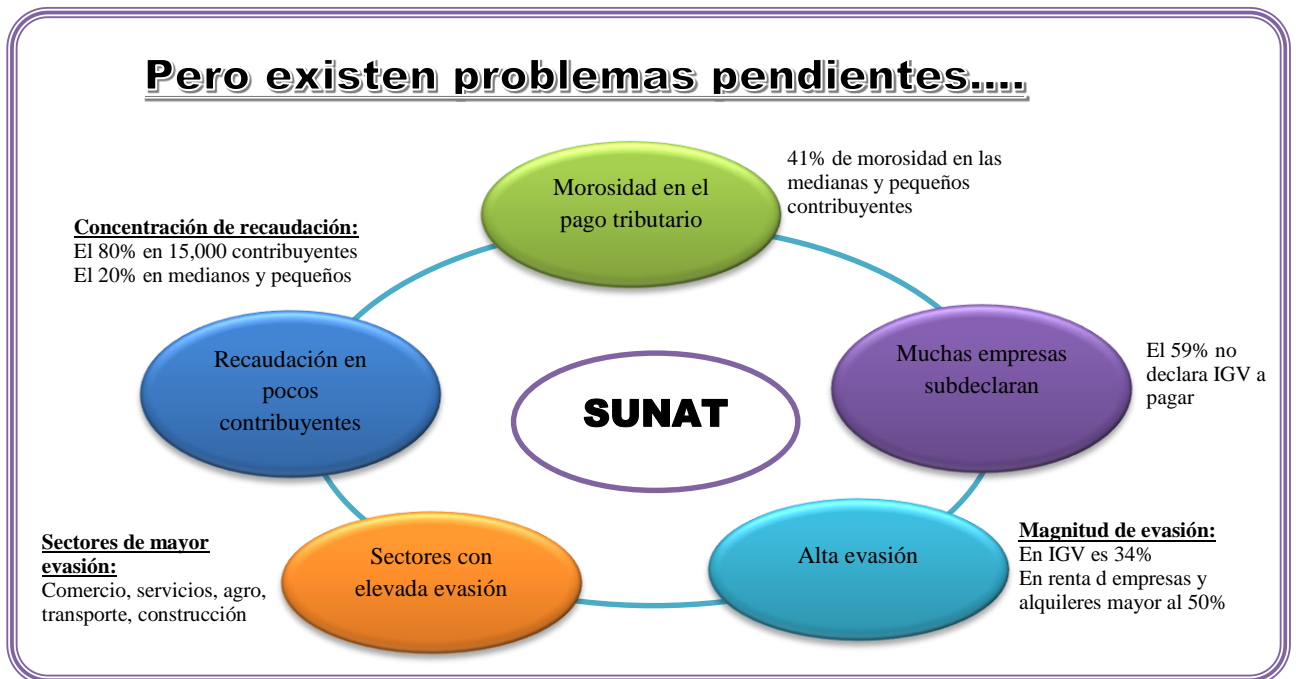 Pero existen problemas pendientes....
Morosidad en el
pago tributario
41% de morosidad en las
medianas y pequeños
contribuyentes
Muchas empresas
subdeclaran
El 59% no
declara IGV a
pagar
Alta evasión
Magnitud de evasión:
En IGV es 34%
En renta d empresas y
alquileres mayor al 50%
Sectores con
elevada evasión
Sectores de mayor
evasión:
Comercio, servicios, agro,
transporte, construcción
Recaudación en
pocos
contribuyentes
Concentración de recaudación:
El 80% en 15,000 contribuyentes
El 20% en medianos y pequeños
SUNAT